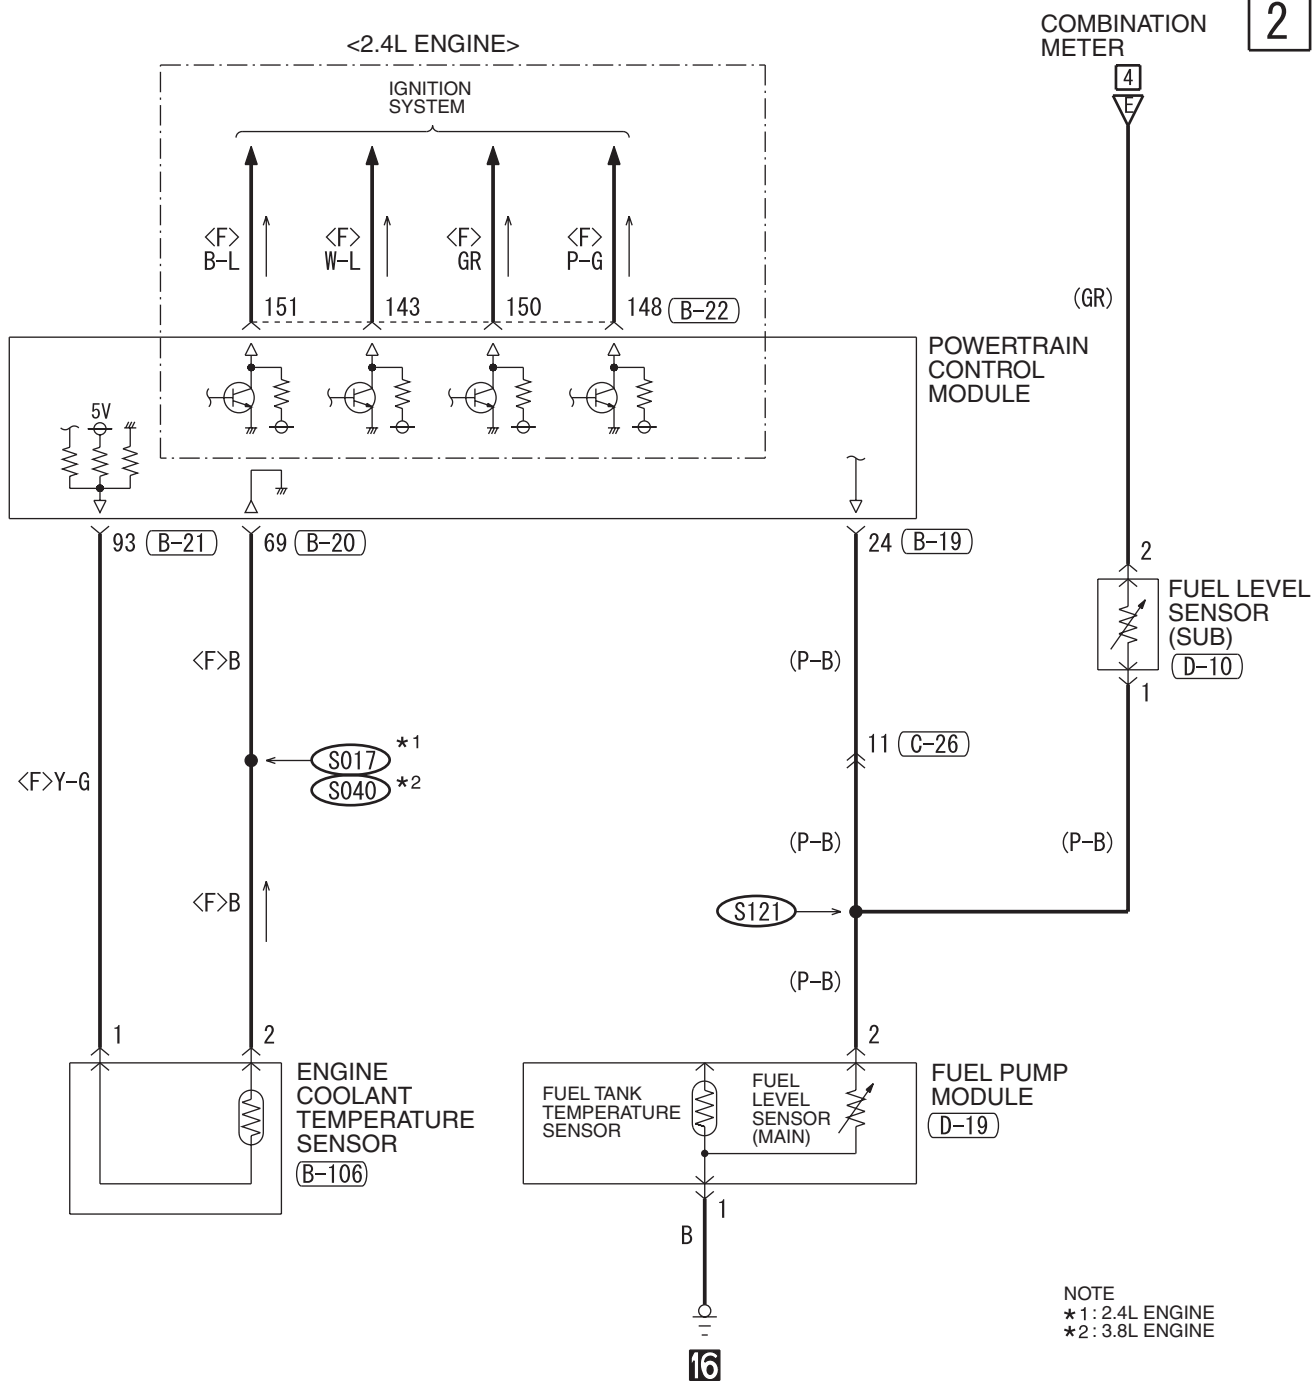 2
COMBINATION
METER
4
E
<2.4L ENGINE>
IGNITION
SYSTEM
<F>
B-L
<F>
W-L
<F>
GR
<F>
P-G
(GR)
151
143
150
148
B-22
POWERTRAIN
CONTROL
MODULE
5V
93
B-21
69
B-20
24
B-19
2
FUEL LEVEL
SENSOR
(SUB)
D-10
1
<F>B
(P-B)
*1
S017
S040
*2
11
C-26
<F>Y-G
(P-B)
(P-B)
<F>B
S121
(P-B)
1
2
2
ENGINE
COOLANT
TEMPERATURE
SENSOR
B-106
FUEL TANK
TEMPERATURE
SENSOR
FUEL
LEVEL
SENSOR
(MAIN)
FUEL PUMP
MODULE
D-19
1
B
16
NOTE
*1: 2.4L ENGINE
*2: 3.8L ENGINE